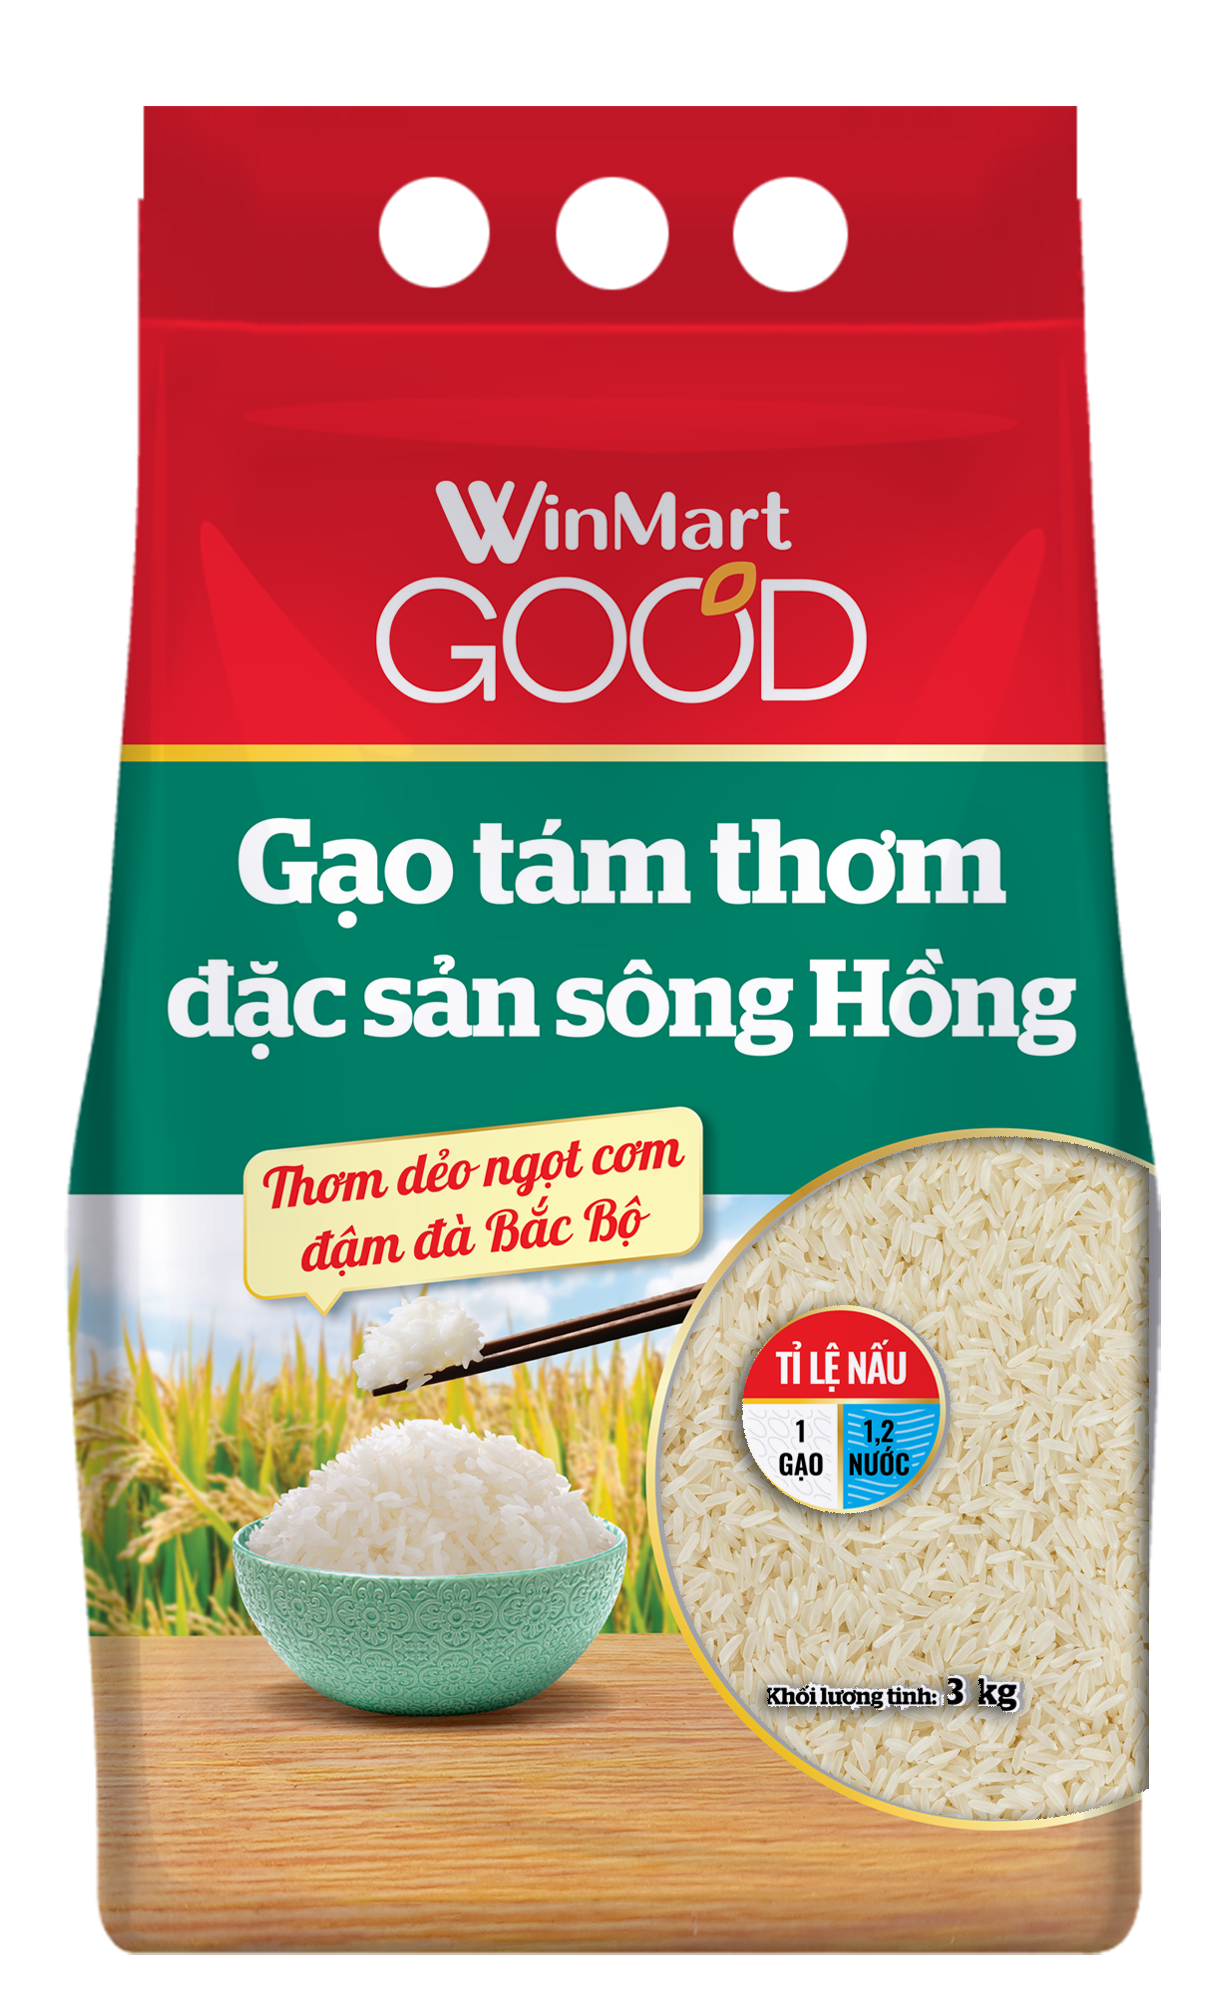 WinMart
GOOD
Gạo tám thơm
đặc sản sông Hồng
Thơm dẻo ngọt cơm
đậm đà Bắc Bộ
TỈ LỆ NẤU
1 GẠO
1,2 NƯỚC
Khối lượng tịnh: 3 kg